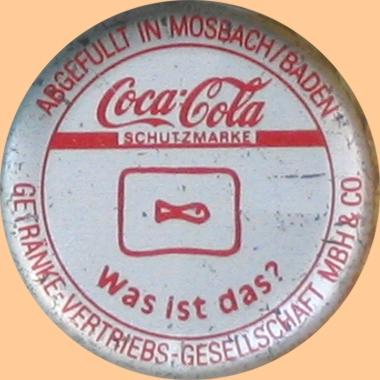 ABGEFÜLLT IN MOSBACH/BADEN
Coca-Cola
SCHUTZMARKE
Was ist das?
GETRÄNKE-VERTRIEBS-GESELLSCHAFT MBH & CO.